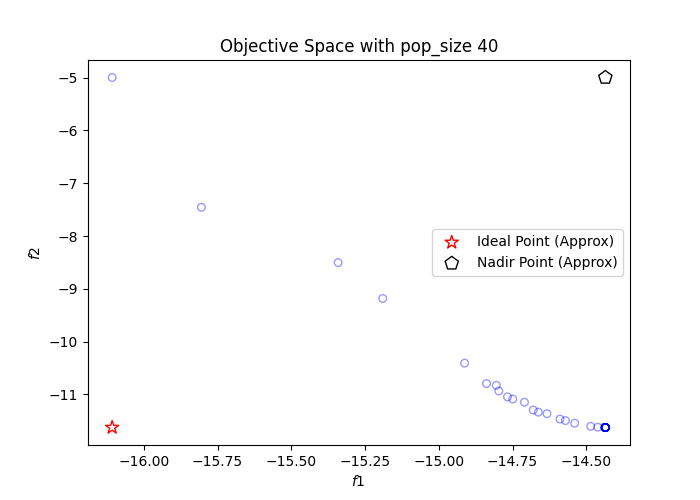 Objective Space with pop_size 40
−5
−6
−7
−8
−9
−10
−11
f2
Ideal Point (Approx)
Nadir Point (Approx)
−16.00
−15.75
−15.50
−15.25
−15.00
−14.75
−14.50
f1